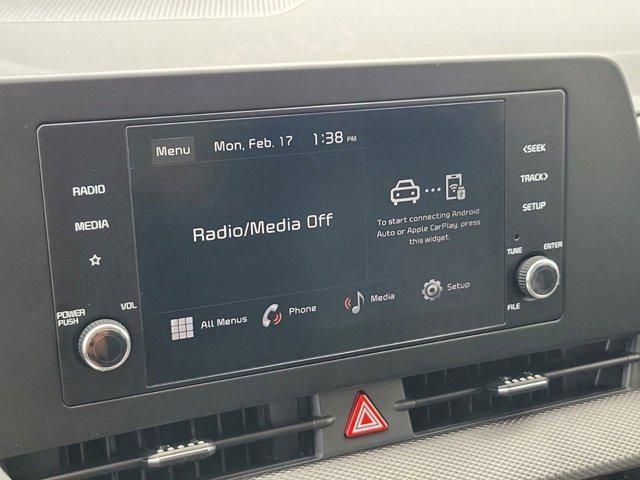 Menu Mon, Feb. 17 1:38 PM
Radio/Media Off
To start connecting Android
Auto or Apple CarPlay, press
this widget.
All Menus Phone Media Setup
RADIO
MEDIA
POWER
PUSH
VOL
<SEEK
TRACK>
SETUP
TUNE
ENTER
FILE